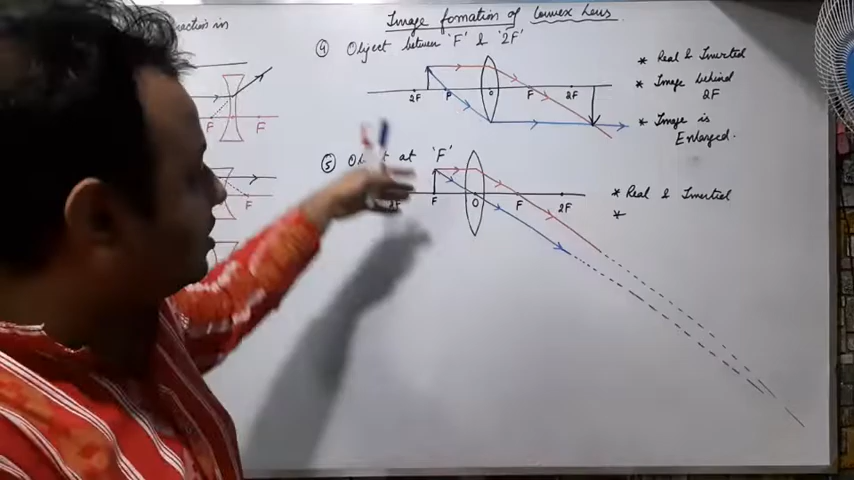 Image formation of Convex Lens
4 Object between 'F' & '2F'
2F F O F 2F
* Real & Inverted
* Image behind
2F
* Image is
Enlarged.
5 at 'F'
2F F O F 2F
* Real & Inverted
*
F F
F
F